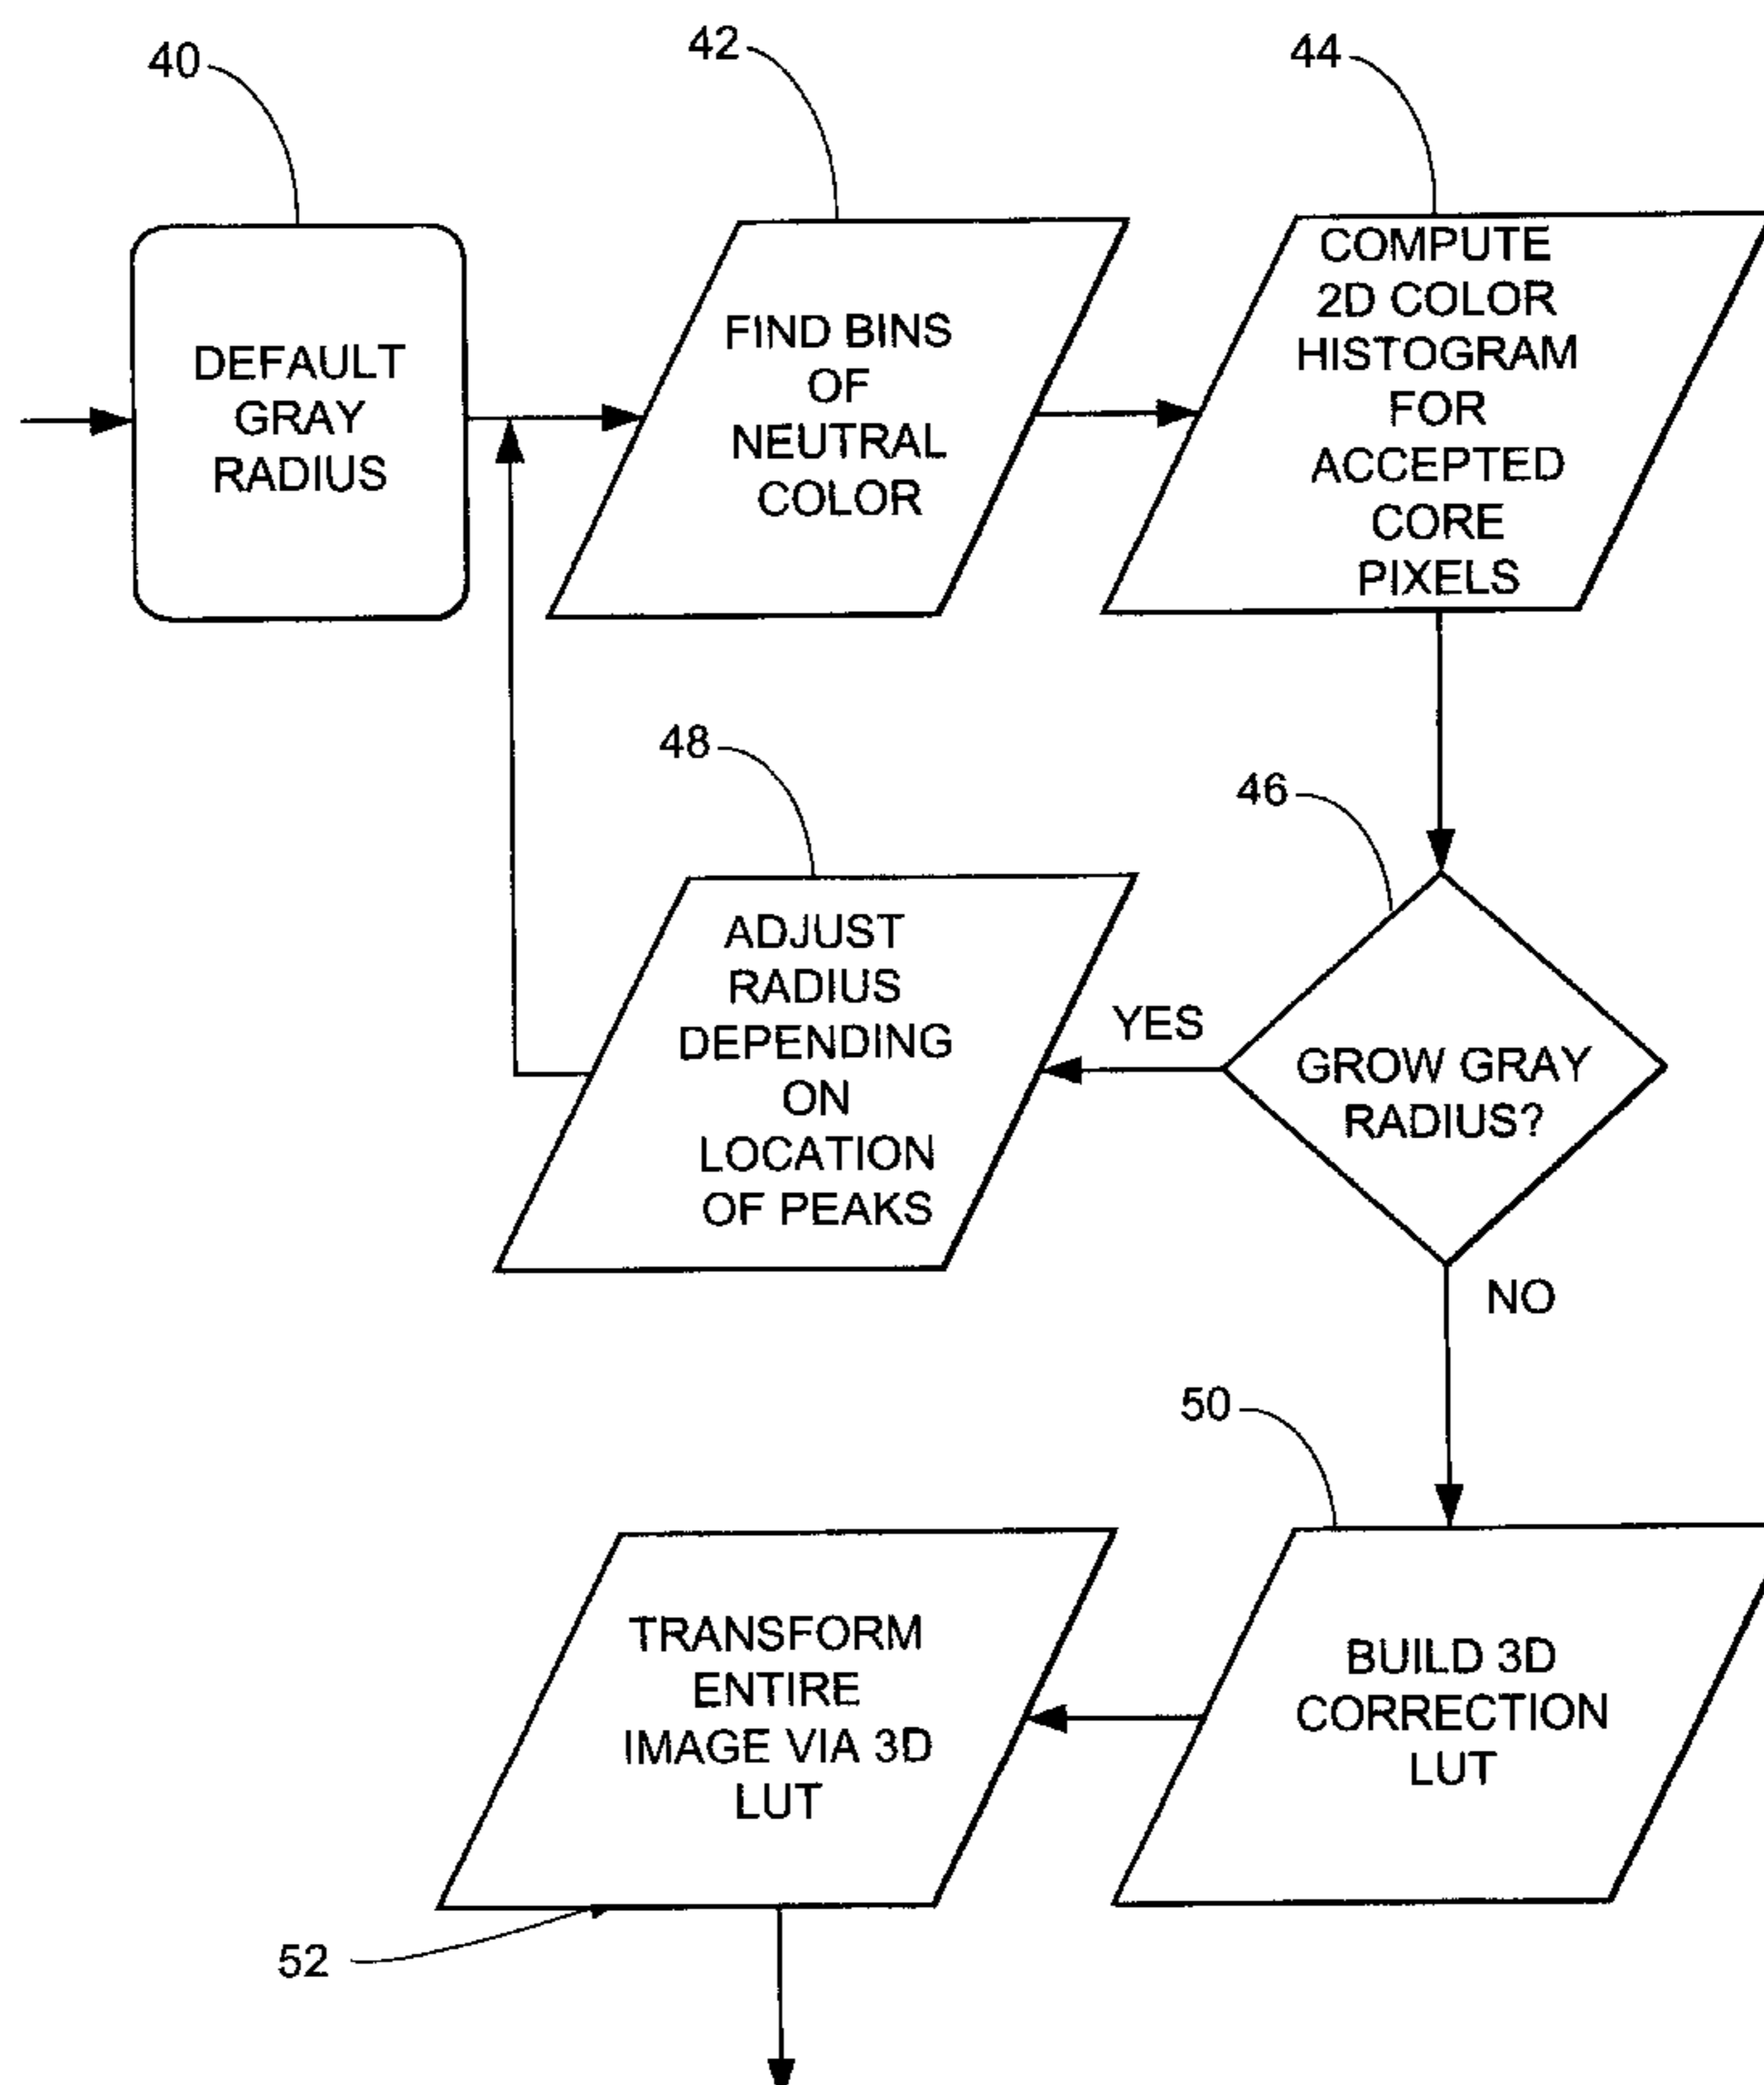 40
42
44
DEFAULT
GRAY
RADIUS
FIND BINS
OF
NEUTRAL
COLOR
COMPUTE
2D COLOR
HISTOGRAM
FOR
ACCEPTED
CORE
PIXELS
48
46
ADJUST
RADIUS
DEPENDING
ON
LOCATION
OF PEAKS
YES
GROW GRAY
RADIUS?
NO
50
TRANSFORM
ENTIRE
IMAGE VIA 3D
LUT
BUILD 3D
CORRECTION
LUT
52